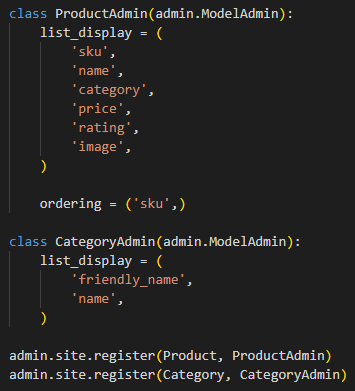 class ProductAdmin(admin.ModelAdmin):
    list_display = (
        'sku',
        'name',
        'category',
        'price',
        'rating',
        'image',
    )

    ordering = ('sku',)

class CategoryAdmin(admin.ModelAdmin):
    list_display = (
        'friendly_name',
        'name',
    )

admin.site.register(Product, ProductAdmin)
admin.site.register(Category, CategoryAdmin)